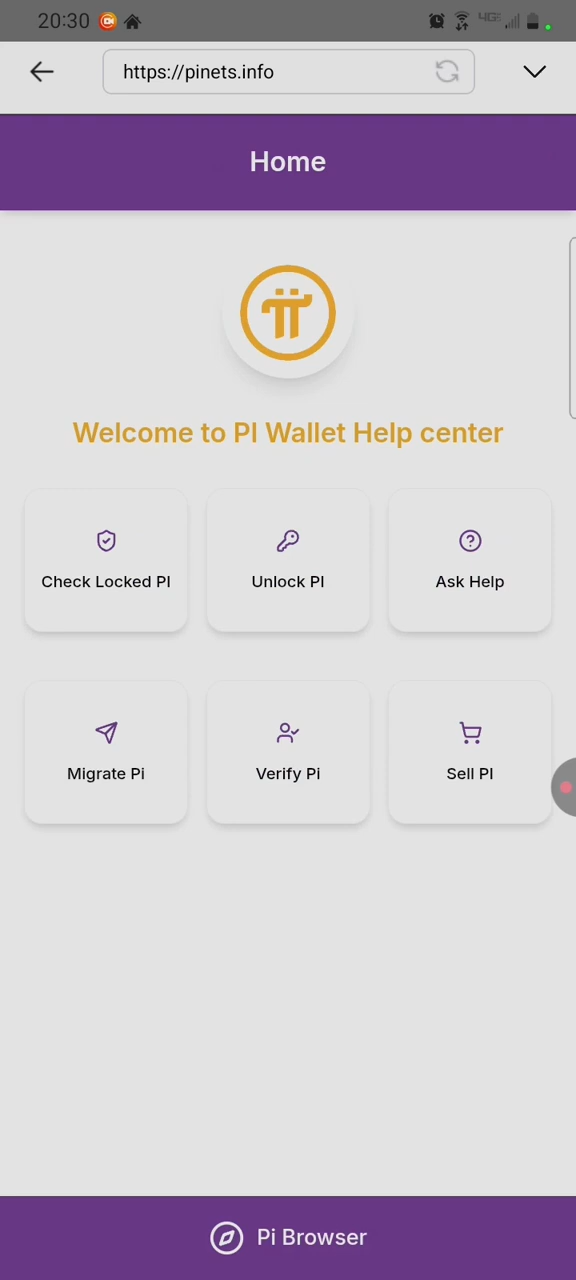 20:30
4GE
https://pinets.info
Home
Welcome to PI Wallet Help center
Check Locked PI
Unlock PI
Ask Help
Migrate Pi
Verify Pi
Sell PI
Pi Browser